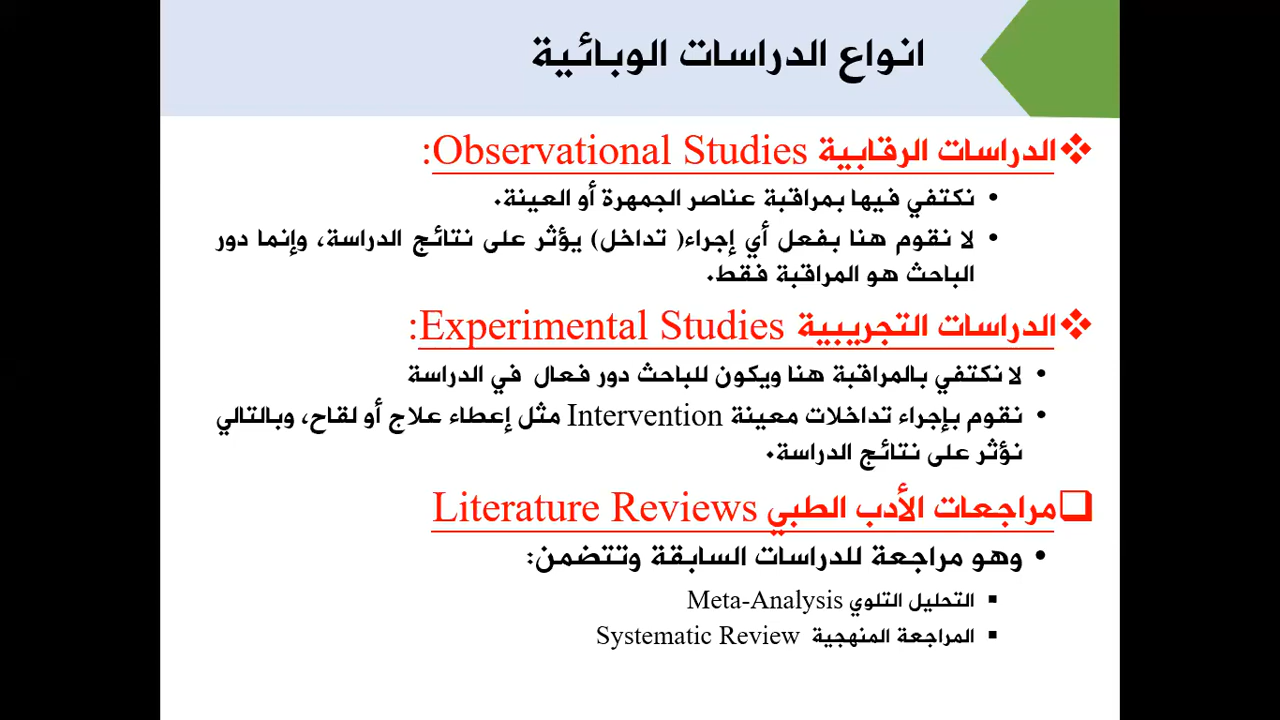 انواع الدراسات الوبائية
الدراسات الرقابية Observational Studies:
• نكتفي فيها بمراقبة عناصر الجمهرة أو العينة.
• لا نقوم هنا بفعل أي إجراء( تداخل) يؤثر على نتائج الدراسة، وإنما دور
الباحث هو المراقبة فقط.
الدراسات التجريبية Experimental Studies:
• لا نكتفي بالمراقبة هنا ويكون للباحث دور فعال في الدراسة
• نقوم بإجراء تداخلات معينة Intervention مثل إعطاء علاج أو لقاح، وبالتالي
نؤثر على نتائج الدراسة.
مراجعات الأدب الطبي Literature Reviews
• وهو مراجعة للدراسات السابقة وتتضمن:
▪ التحليل التلوي Meta-Analysis
▪ المراجعة المنهجية Systematic Review